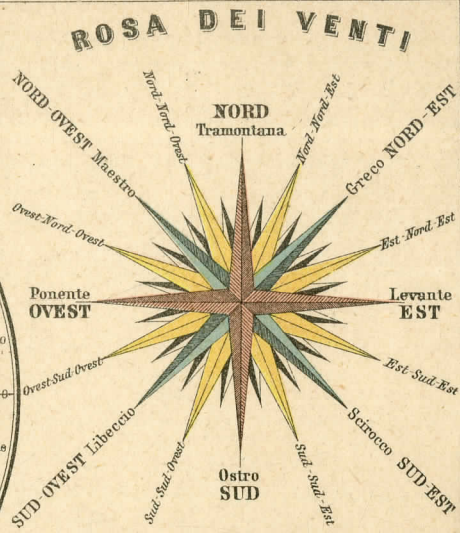 ROSA DEI VENTI
NORD
Tramontana
Nord-Nord-Ovest
Nord-Nord-Est
NORD-OVEST Maestro
Greco NORD-EST
Ovest-Nord-Ovest
Est-Nord-Est
Ponente
OVEST
Levante
EST
Ovest-Sud-Ovest
Est-Sud-Est
SUD-OVEST Libeccio
Scirocco SUD-EST
Sud-Sud-Ovest
Sud-Sud-Est
Ostro
SUD